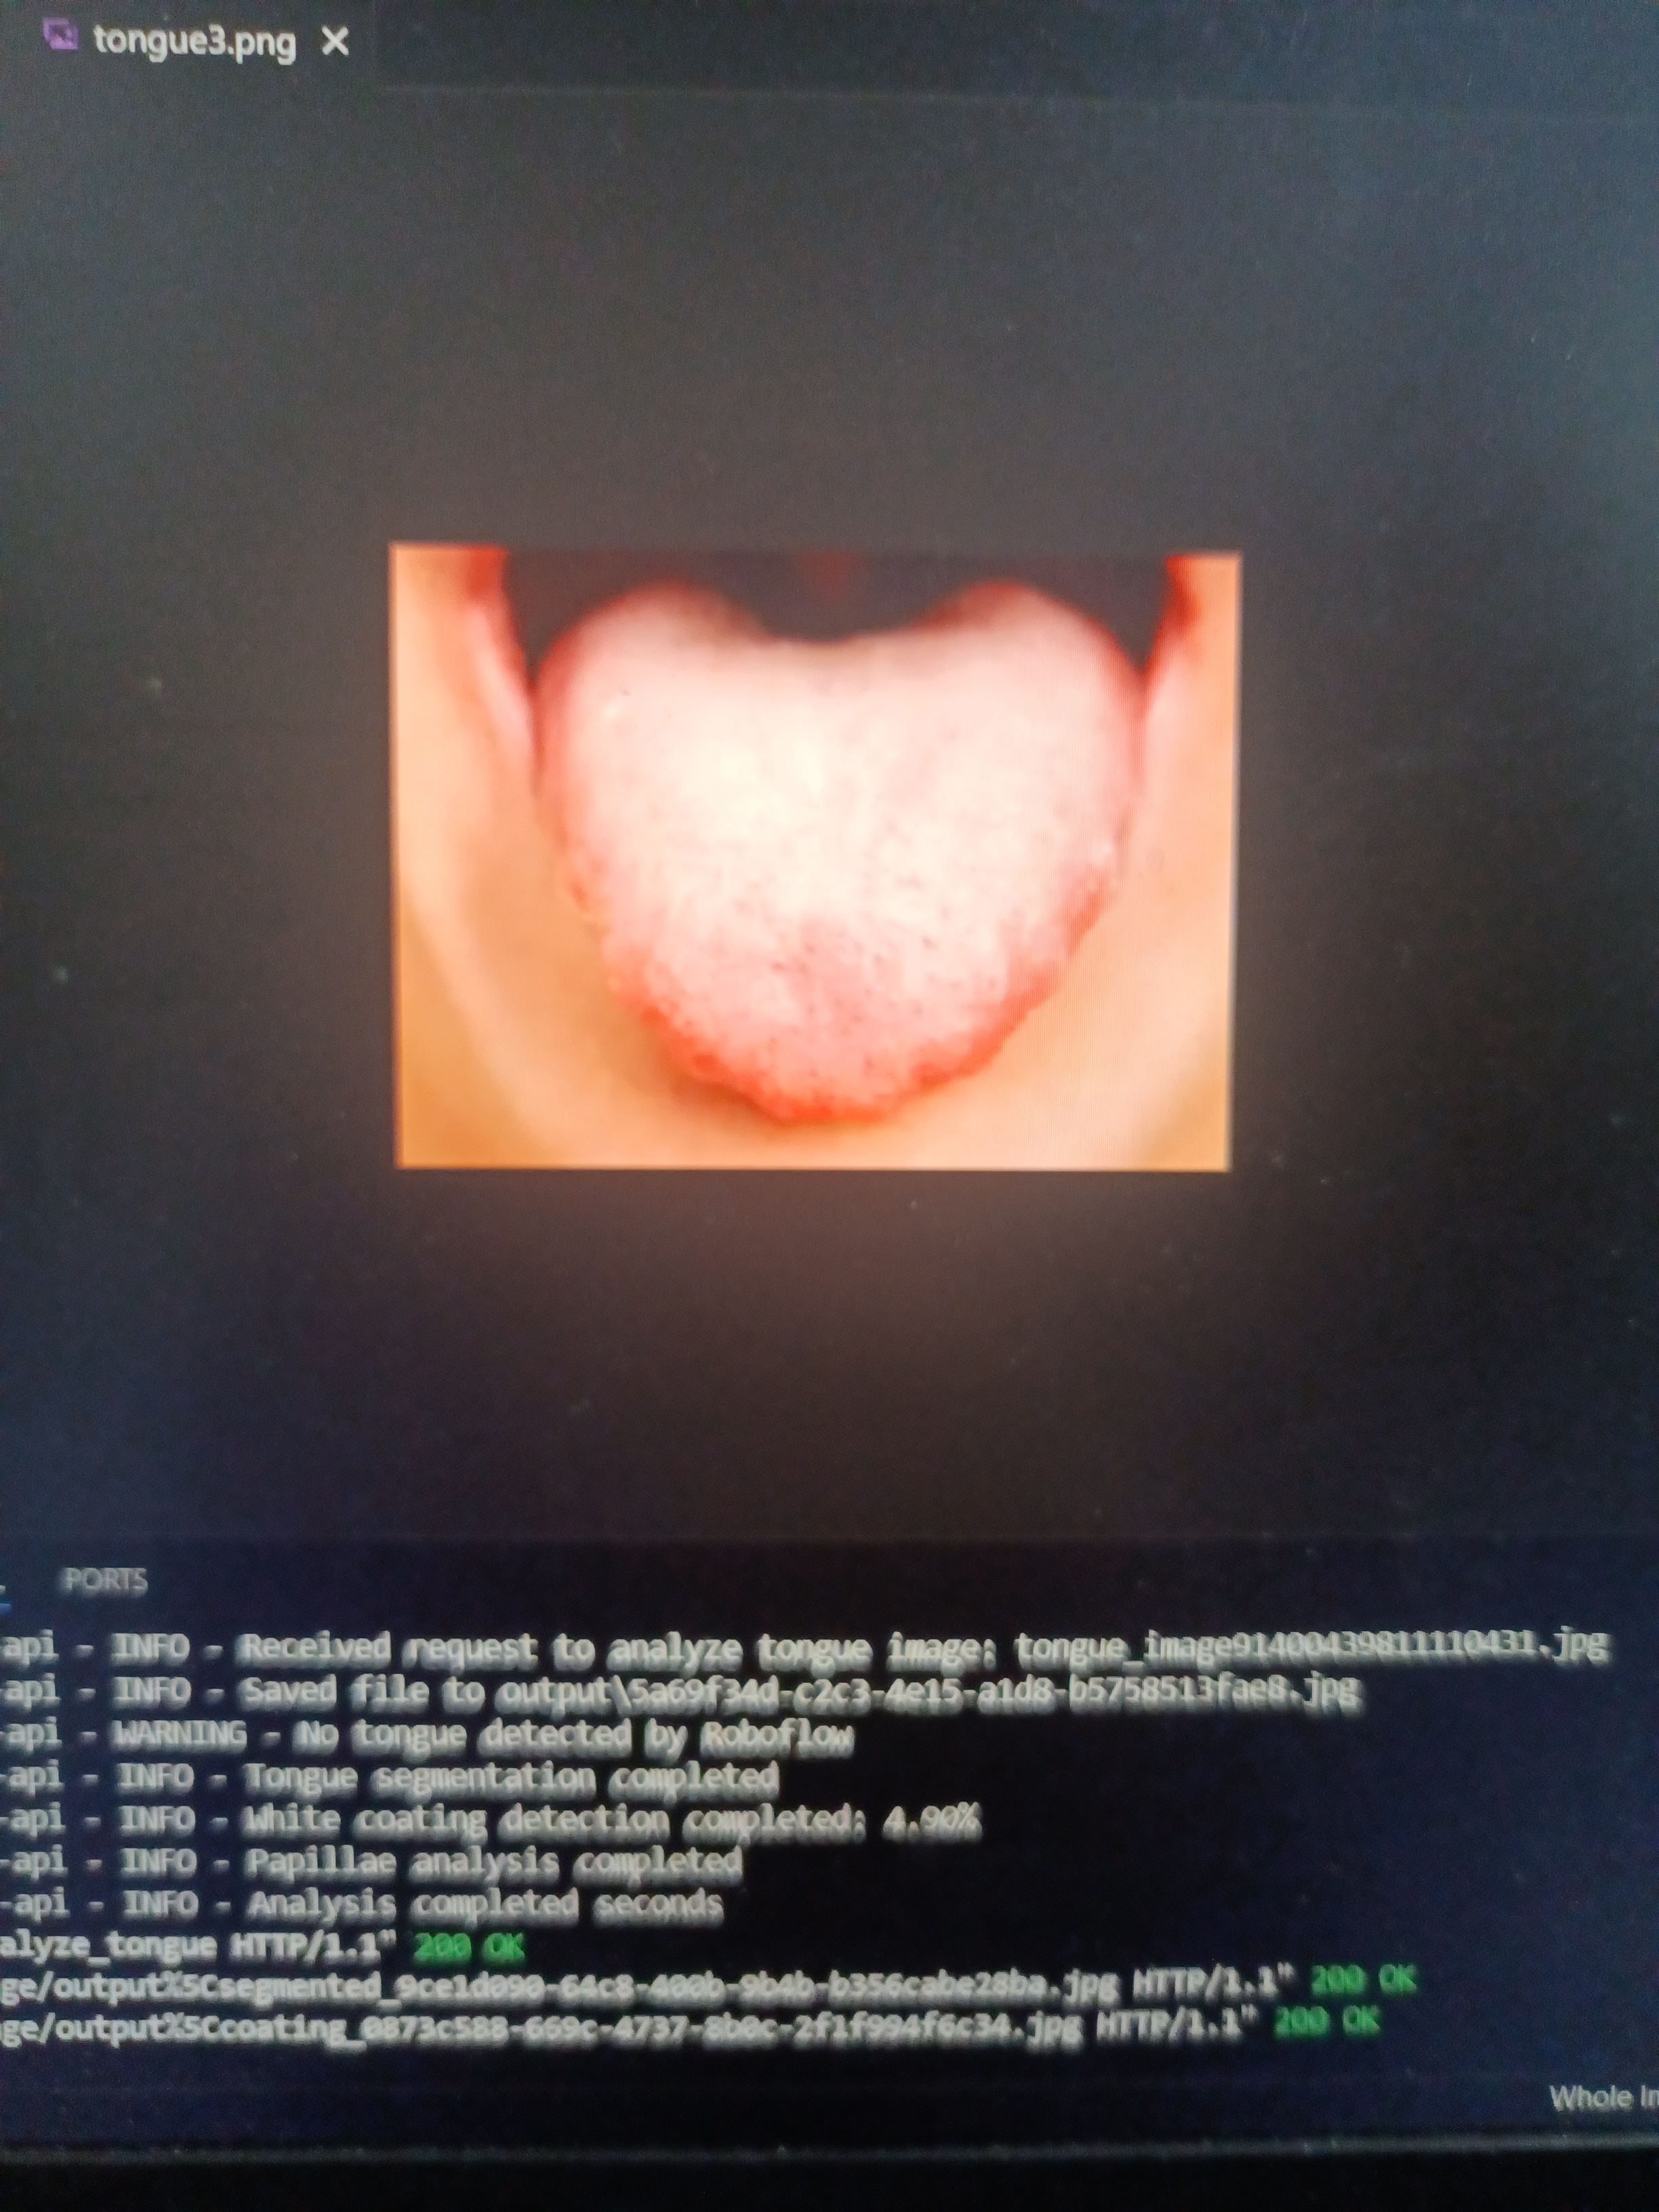 tongue3.png
PORTS
api - INFO - Received request to analyze tongue image: tongue_image91400439811110431.jpg
-api - INFO - Saved file to output\5a69f34d-c2c3-4e15-a1d8-b5758513fae8.jpg
-api - WARNING - No tongue detected by Roboflow
-api - INFO - Tongue segmentation completed
-api - INFO - White coating detection completed: 4.90%
-api - INFO - Papillae analysis completed
-api - INFO - Analysis completed seconds
alyze_tongue HTTP/1.1" 200 OK
ge/output%5Csegmented_9ce1d090-64c8-400b-9b4b-b356cabe28ba.jpg HTTP/1.1" 200 OK
ge/output%5Ccoating_0873c588-669c-4737-8b0c-2f1f994f6c34.jpg HTTP/1.1" 200 OK
Whole